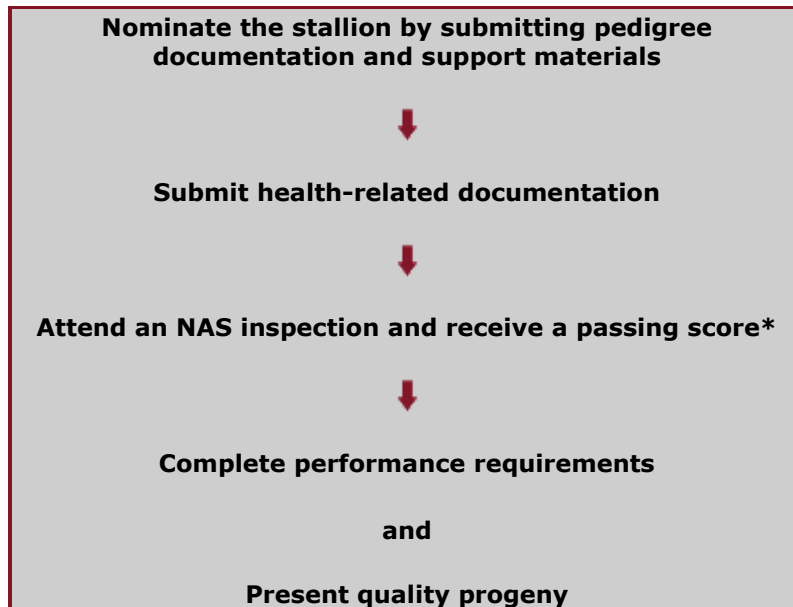 Nominate the stallion by submitting pedigree
documentation and support materials
Submit health-related documentation
Attend an NAS inspection and receive a passing score*
Complete performance requirements
and
Present quality progeny